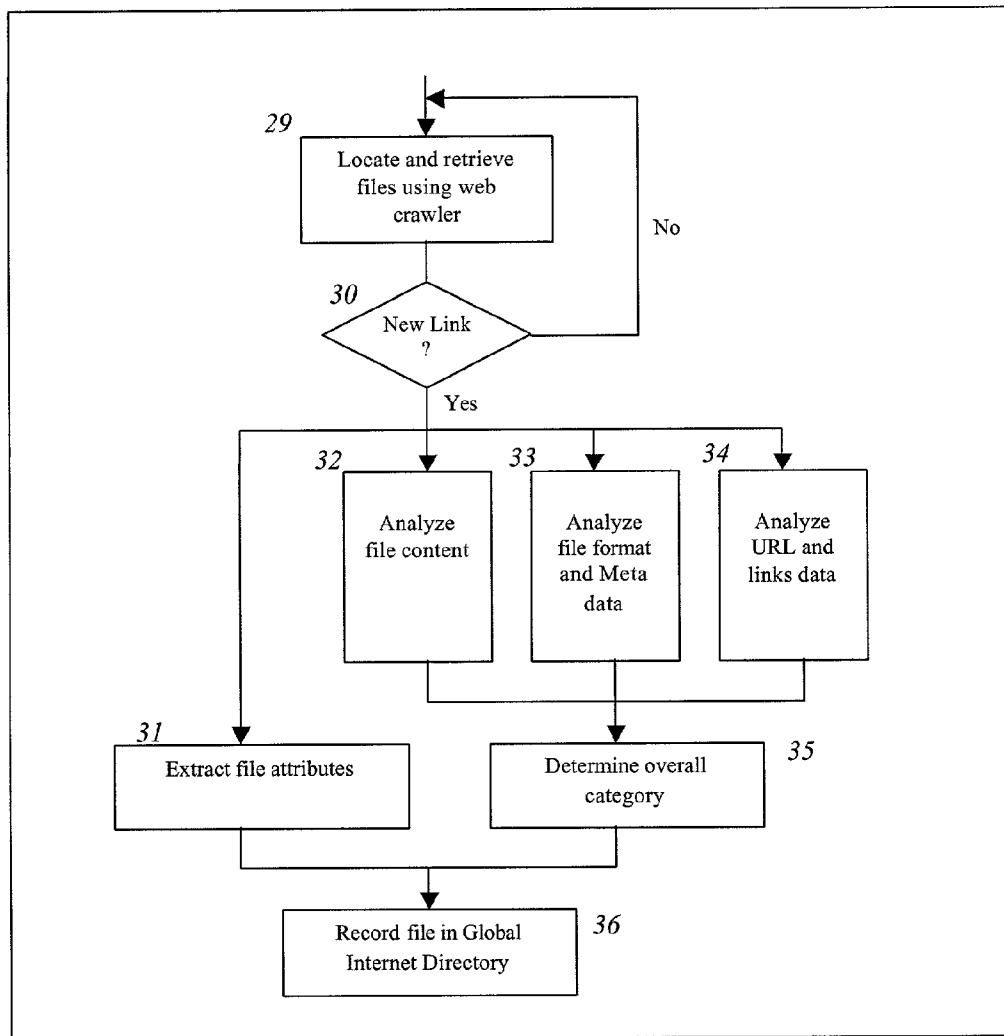 29
Locate and retrieve
files using web
crawler
No
30
New Link
?
Yes
32
Analyze
file content
33
Analyze
file format
and Meta
data
34
Analyze
URL and
links data
31
Extract file attributes
35
Determine overall
category
Record file in Global
Internet Directory
36